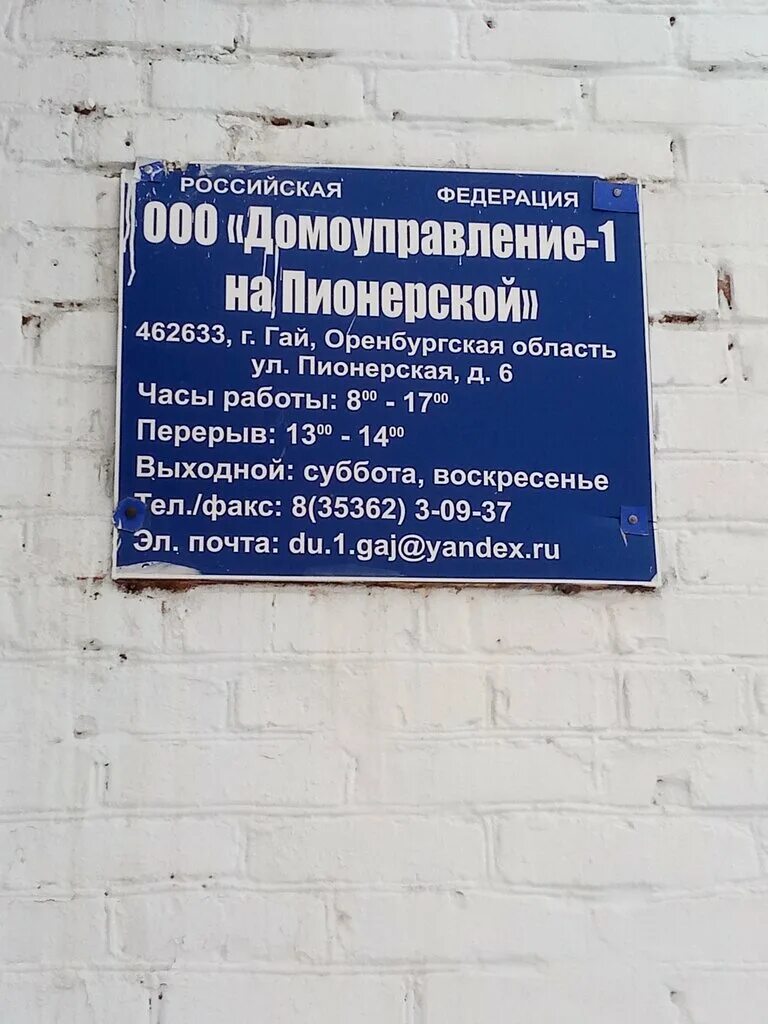 РОССИЙСКАЯ ФЕДЕРАЦИЯ
ООО «Домоуправление-1
на Пионерской»
462633, г. Гай, Оренбургская область
ул. Пионерская, д. 6
Часы работы: 8⁰⁰ - 17⁰⁰
Перерыв: 13⁰⁰ - 14⁰⁰
Выходной: суббота, воскресенье
Тел./факс: 8(35362) 3-09-37
Эл. почта: du.1.gaj@yandex.ru